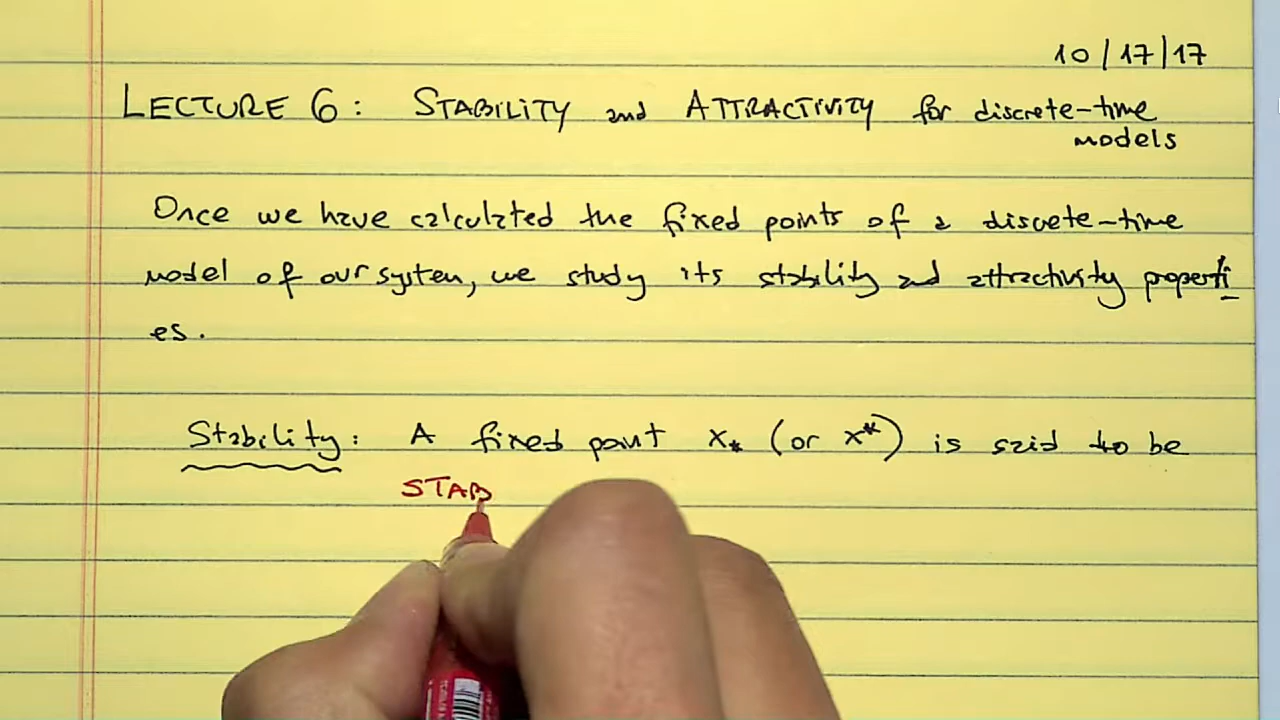 10/17/17
LECTURE 6: STABILITY and ATTRACTIVITY for discrete-time
models
Once we have calculated the fixed points of a discete-time
model of our system, we study its stability and attractivity properti_
es.
Stability: A fixed point x* (or x*) is said to be
STAB